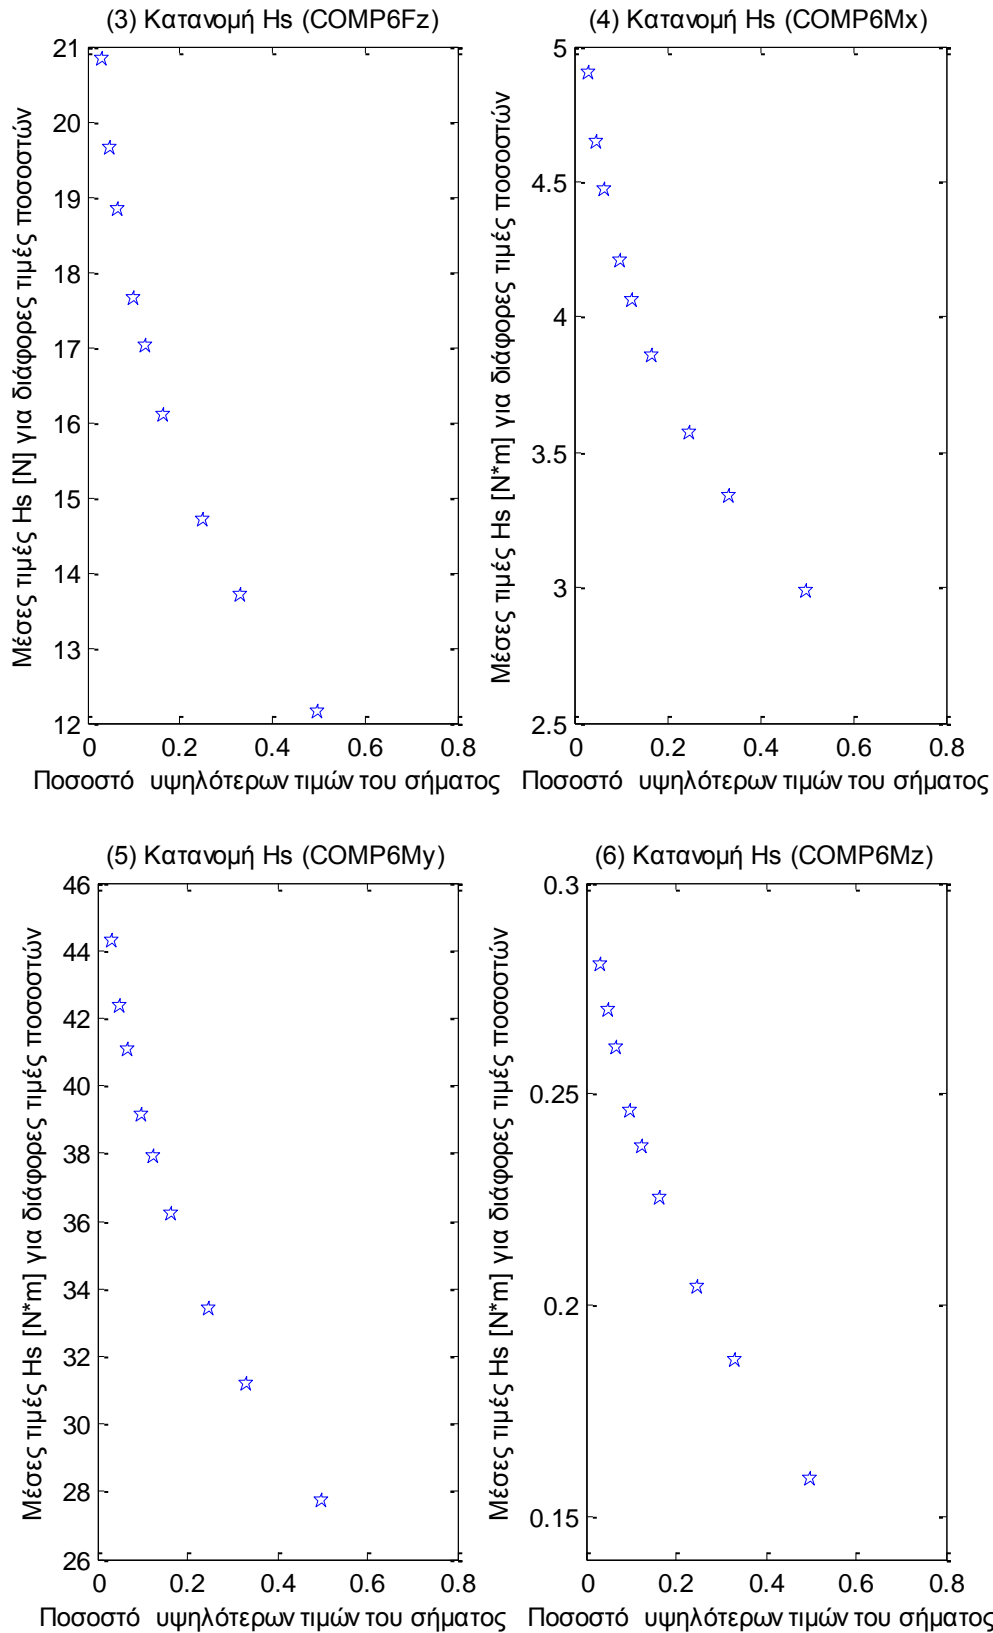 (3) Κατανομή Hs (COMP6Fz)
Μέσες τιμές Hs [N] για διάφορες τιμές ποσοστών
21
20
19
18
17
16
15
14
13
12
0 0.2 0.4 0.6 0.8
Ποσοστό υψηλότερων τιμών του σήματος
(4) Κατανομή Hs (COMP6Mx)
Μέσες τιμές Hs [N*m] για διάφορες τιμές ποσοστών
5
4.5
4
3.5
3
2.5
0 0.2 0.4 0.6 0.8
Ποσοστό υψηλότερων τιμών του σήματος
(5) Κατανομή Hs (COMP6My)
Μέσες τιμές Hs [N*m] για διάφορες τιμές ποσοστών
46
44
42
40
38
36
34
32
30
28
26
0 0.2 0.4 0.6 0.8
Ποσοστό υψηλότερων τιμών του σήματος
(6) Κατανομή Hs (COMP6Mz)
Μέσες τιμές Hs [N*m] για διάφορες τιμές ποσοστών
0.3
0.25
0.2
0.15
0 0.2 0.4 0.6 0.8
Ποσοστό υψηλότερων τιμών του σήματος